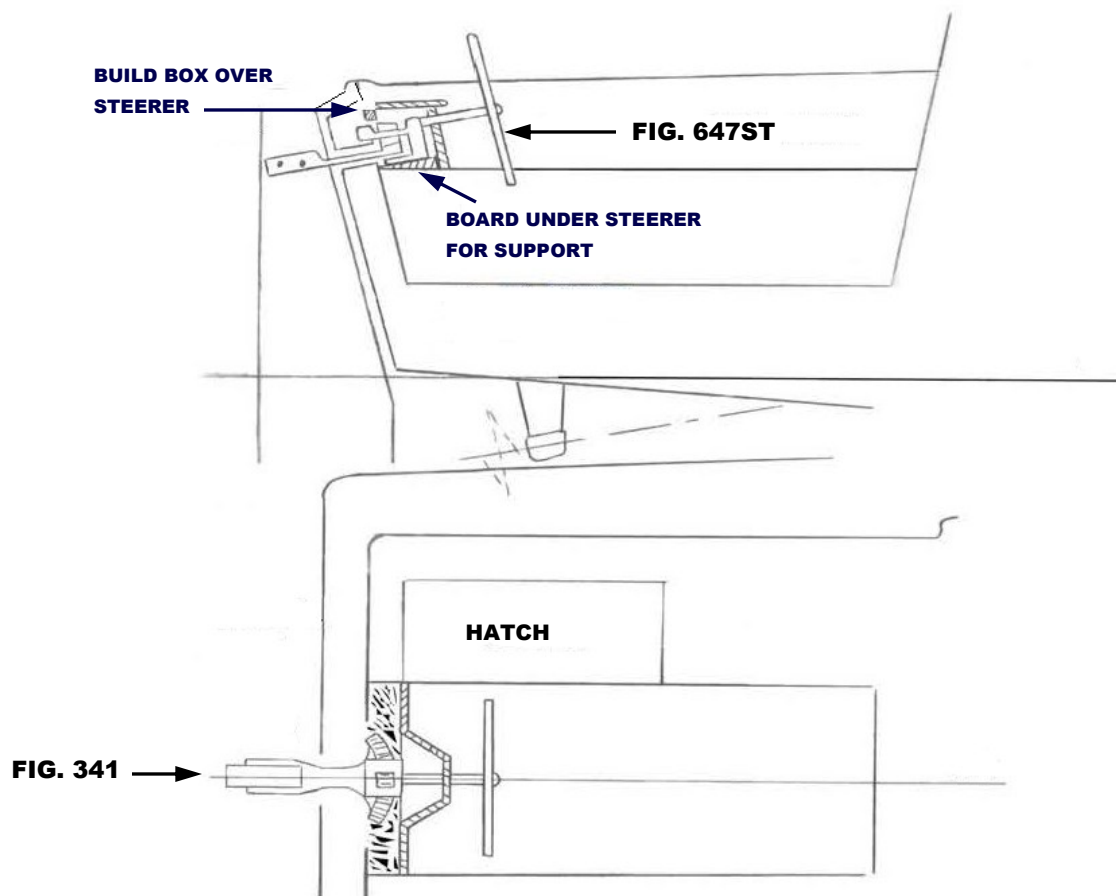 BUILD BOX OVER
STEERER
FIG. 647ST
BOARD UNDER STEERER
FOR SUPPORT
HATCH
FIG. 341